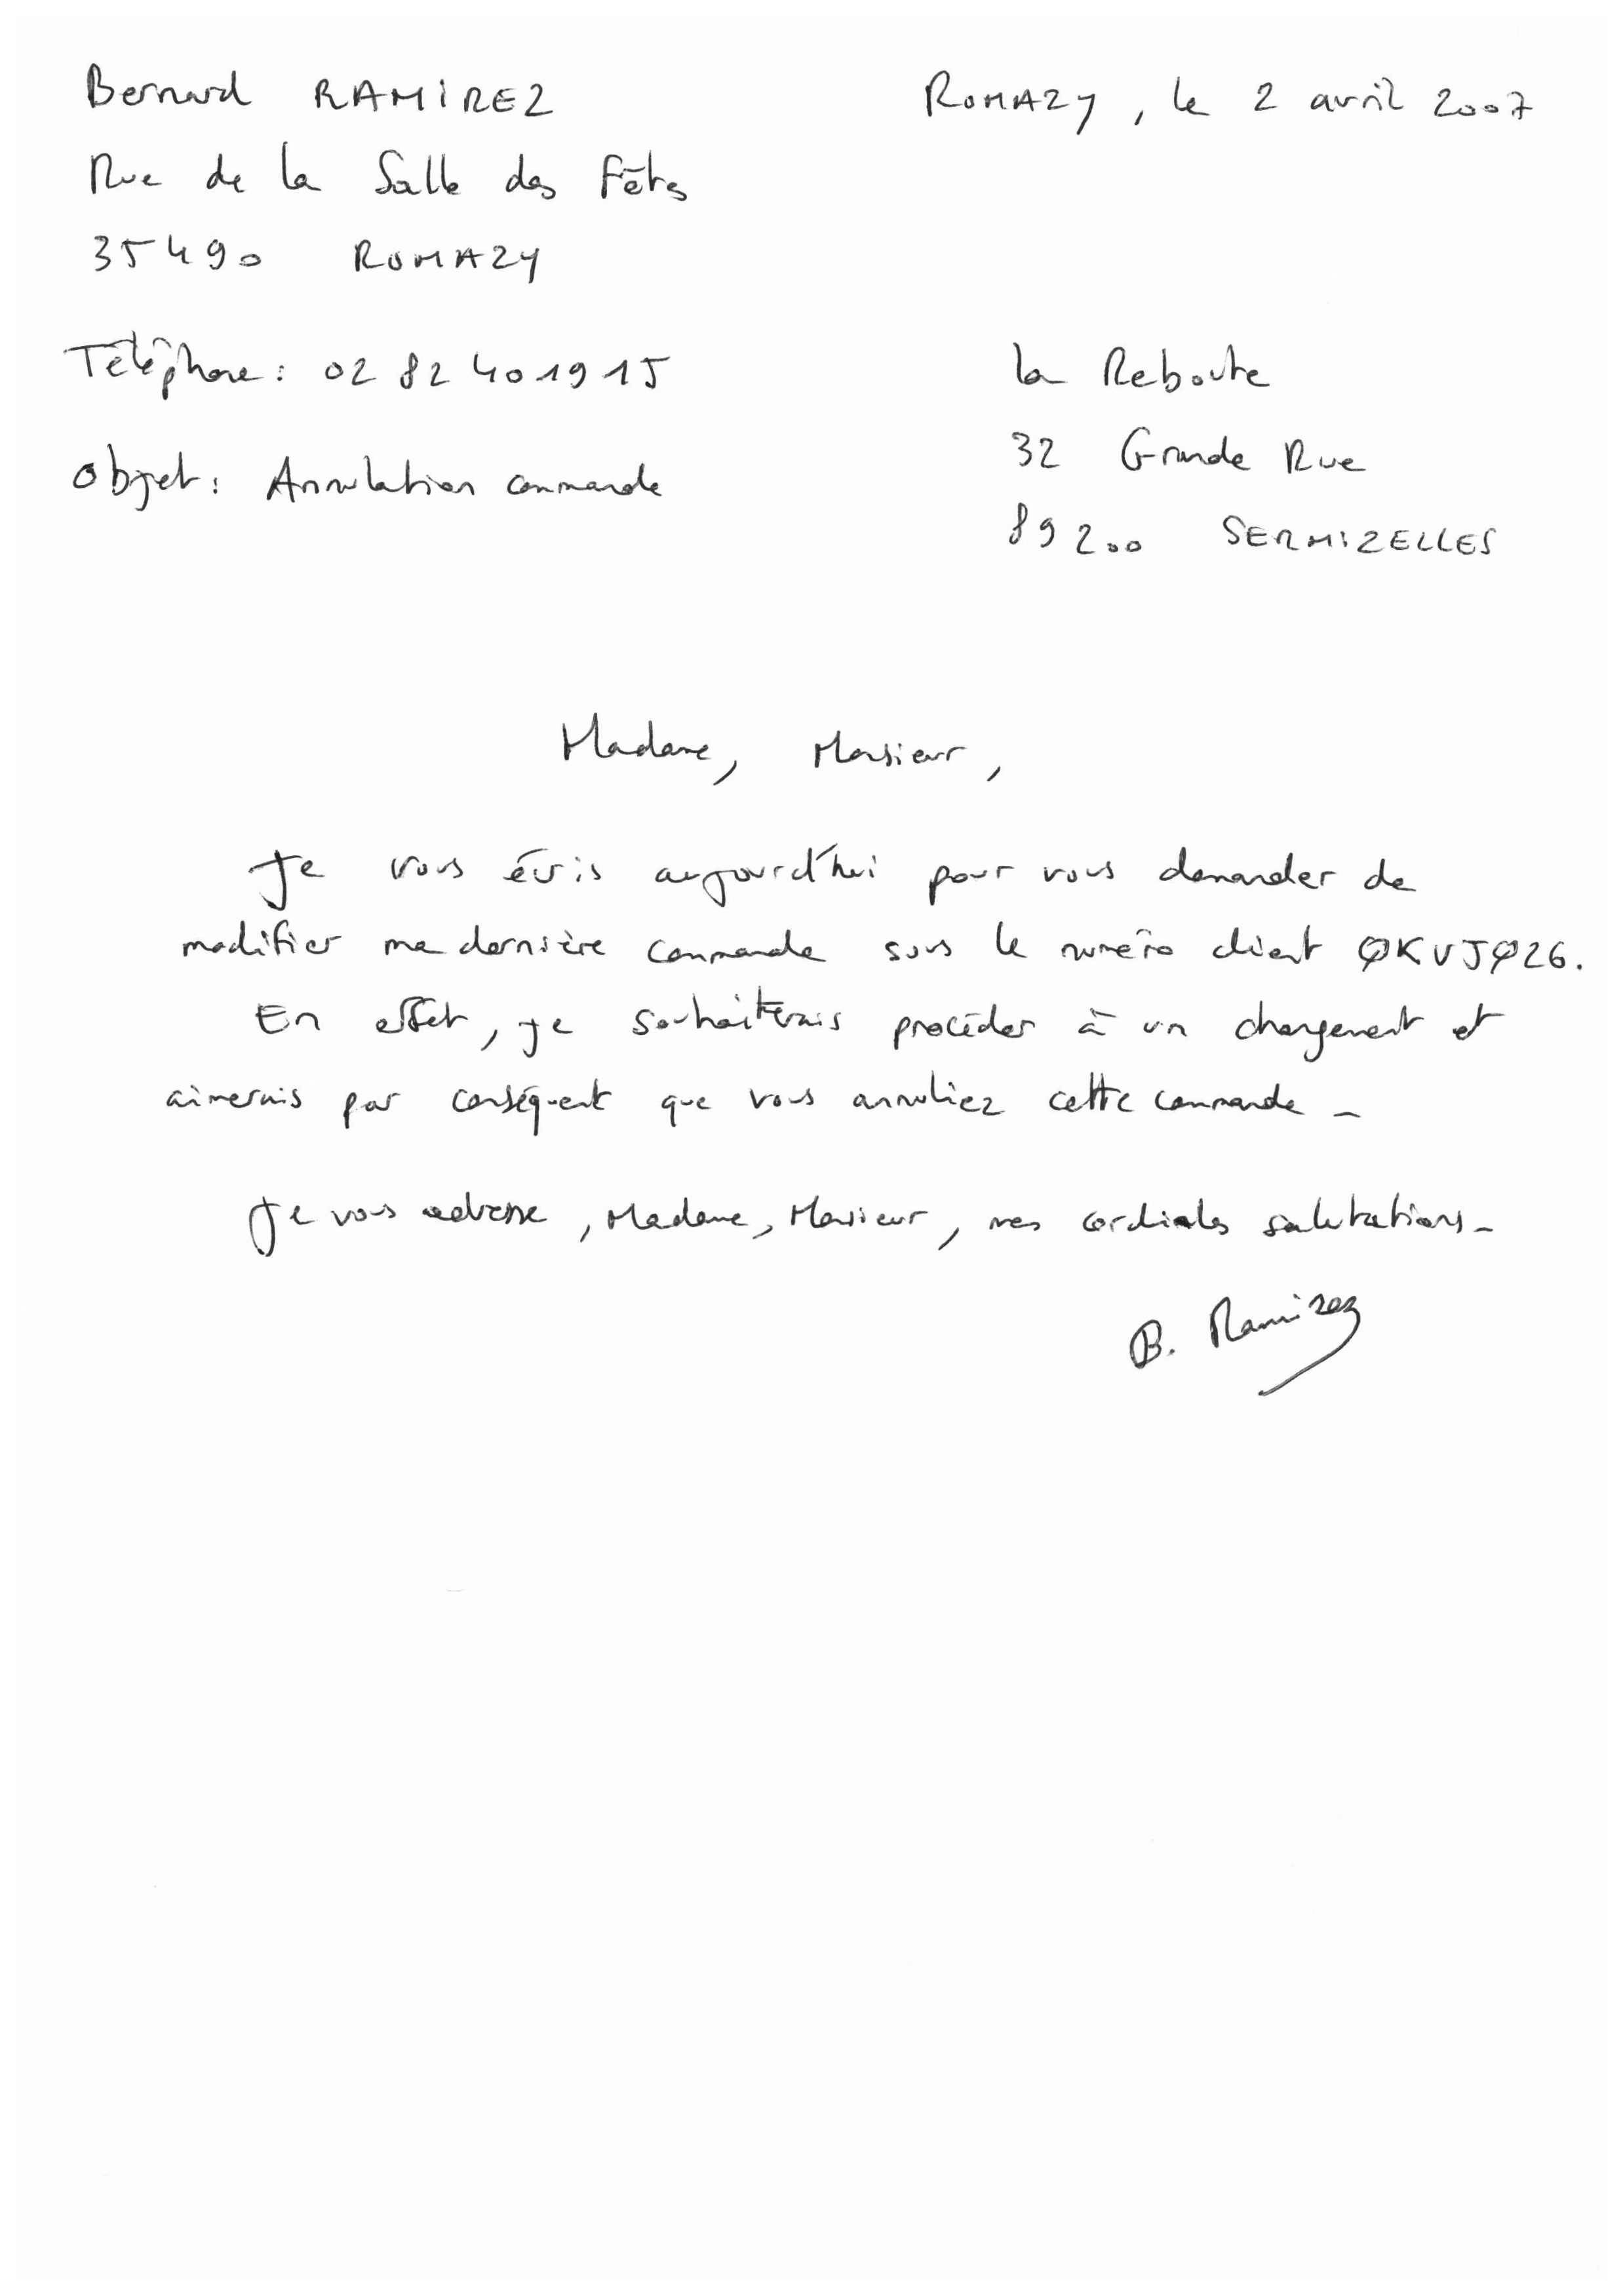 Bernard RAMIREZ
Rue de la Salle des Fêtes
35490 ROMAZY
Téléphone : 02 82 40 19 15
Objet : Annulation commande
ROMAZY, le 2 avril 2007
La Reboute
32 Grande Rue
89200 SERMIZELLES
Madame, Monsieur,
Je vous écris aujourd'hui pour vous demander de
modifier ma dernière commande sous le numéro client ØKVJØ26.
En effet, je souhaiterais procéder à un changement et
aimerais par conséquent que vous annuliez cette commande -
Je vous adresse, Madame, Monsieur, mes cordiales salutations -
B. Ramirez